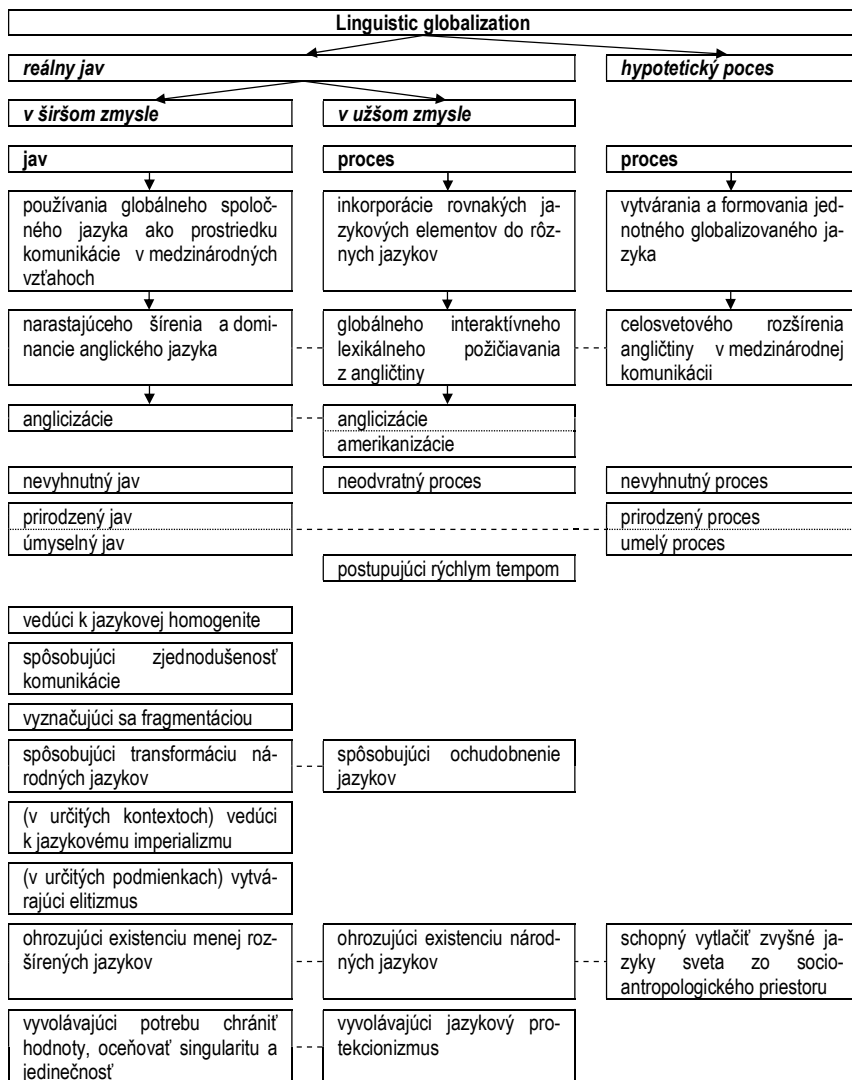 Linguistic globalization
reálny jav
hypotetický poces
v širšom zmysle
v užšom zmysle
jav
proces
proces
používania globálneho spoloč-
ného jazyka ako prostriedku
komunikácie v medzinárodných
vzťahoch
inkorporácie rovnakých ja-
zykových elementov do rôz-
nych jazykov
vytvárania a formovania jed-
notného globalizovaného ja-
zyka
narastajúceho šírenia a domi-
nancie anglického jazyka
globálneho interaktívneho
lexikálneho požičiavania
z angličtiny
celosvetového rozšírenia
angličtiny v medzinárodnej
komunikácii
anglicizácie
anglicizácie
amerikanizácie
nevyhnutný jav
neodvratný proces
nevyhnutný proces
prirodzený jav
úmyselný jav
prirodzený proces
umelý proces
postupujúci rýchlym tempom
vedúci k jazykovej homogenite
spôsobujúci zjednodušenosť
komunikácie
vyznačujúci sa fragmentáciou
spôsobujúci transformáciu ná-
rodných jazykov
spôsobujúci ochudobnenie
jazykov
(v určitých kontextoch) vedúci
k jazykovému imperializmu
(v určitých podmienkach) vytvá-
rajúci elitizmus
ohrozujúci existenciu menej roz-
šírených jazykov
ohrozujúci existenciu národ-
ných jazykov
schopný vytlačiť zvyšné ja-
zyky sveta zo socio-
antropologického priestoru
vyvolávajúci potrebu chrániť
hodnoty, oceňovať singularitu a
jedinečnosť
vyvolávajúci jazykový pro-
tekcionizmus